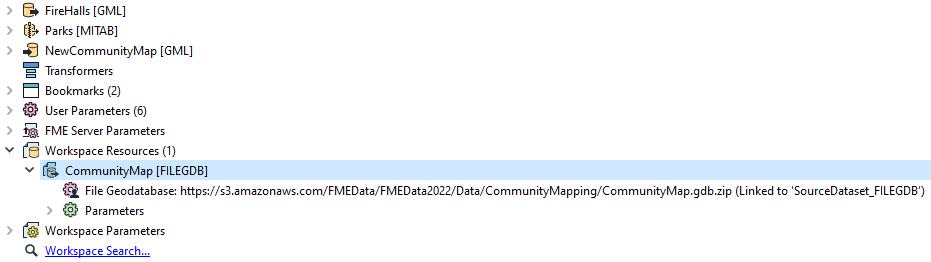 FireHalls [GML]
Parks [MITAB]
NewCommunityMap [GML]
Transformers
Bookmarks (2)
User Parameters (6)
FME Server Parameters
Workspace Resources (1)
CommunityMap [FILEGDB]
File Geodatabase: https://s3.amazonaws.com/FMEData/FMEData2022/Data/CommunityMapping/CommunityMap.gdb.zip (Linked to 'SourceDataset_FILEGDB')
Parameters
Workspace Parameters
Workspace Search...